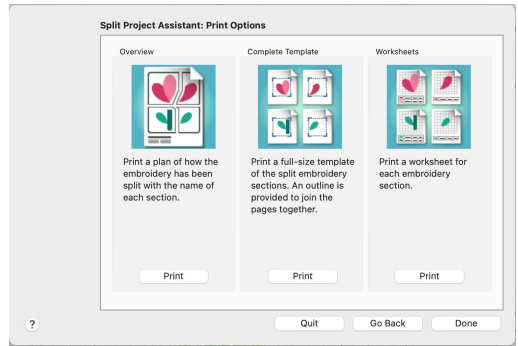 Split Project Assistant: Print Options
Overview
Print a plan of how the
embroidery has been
split with the name of
each section.
Print
Complete Template
Print a full-size template
of the split embroidery
sections. An outline is
provided to join the
pages together.
Print
Worksheets
Print a worksheet for
each embroidery
section.
Print
?
Quit
Go Back
Done